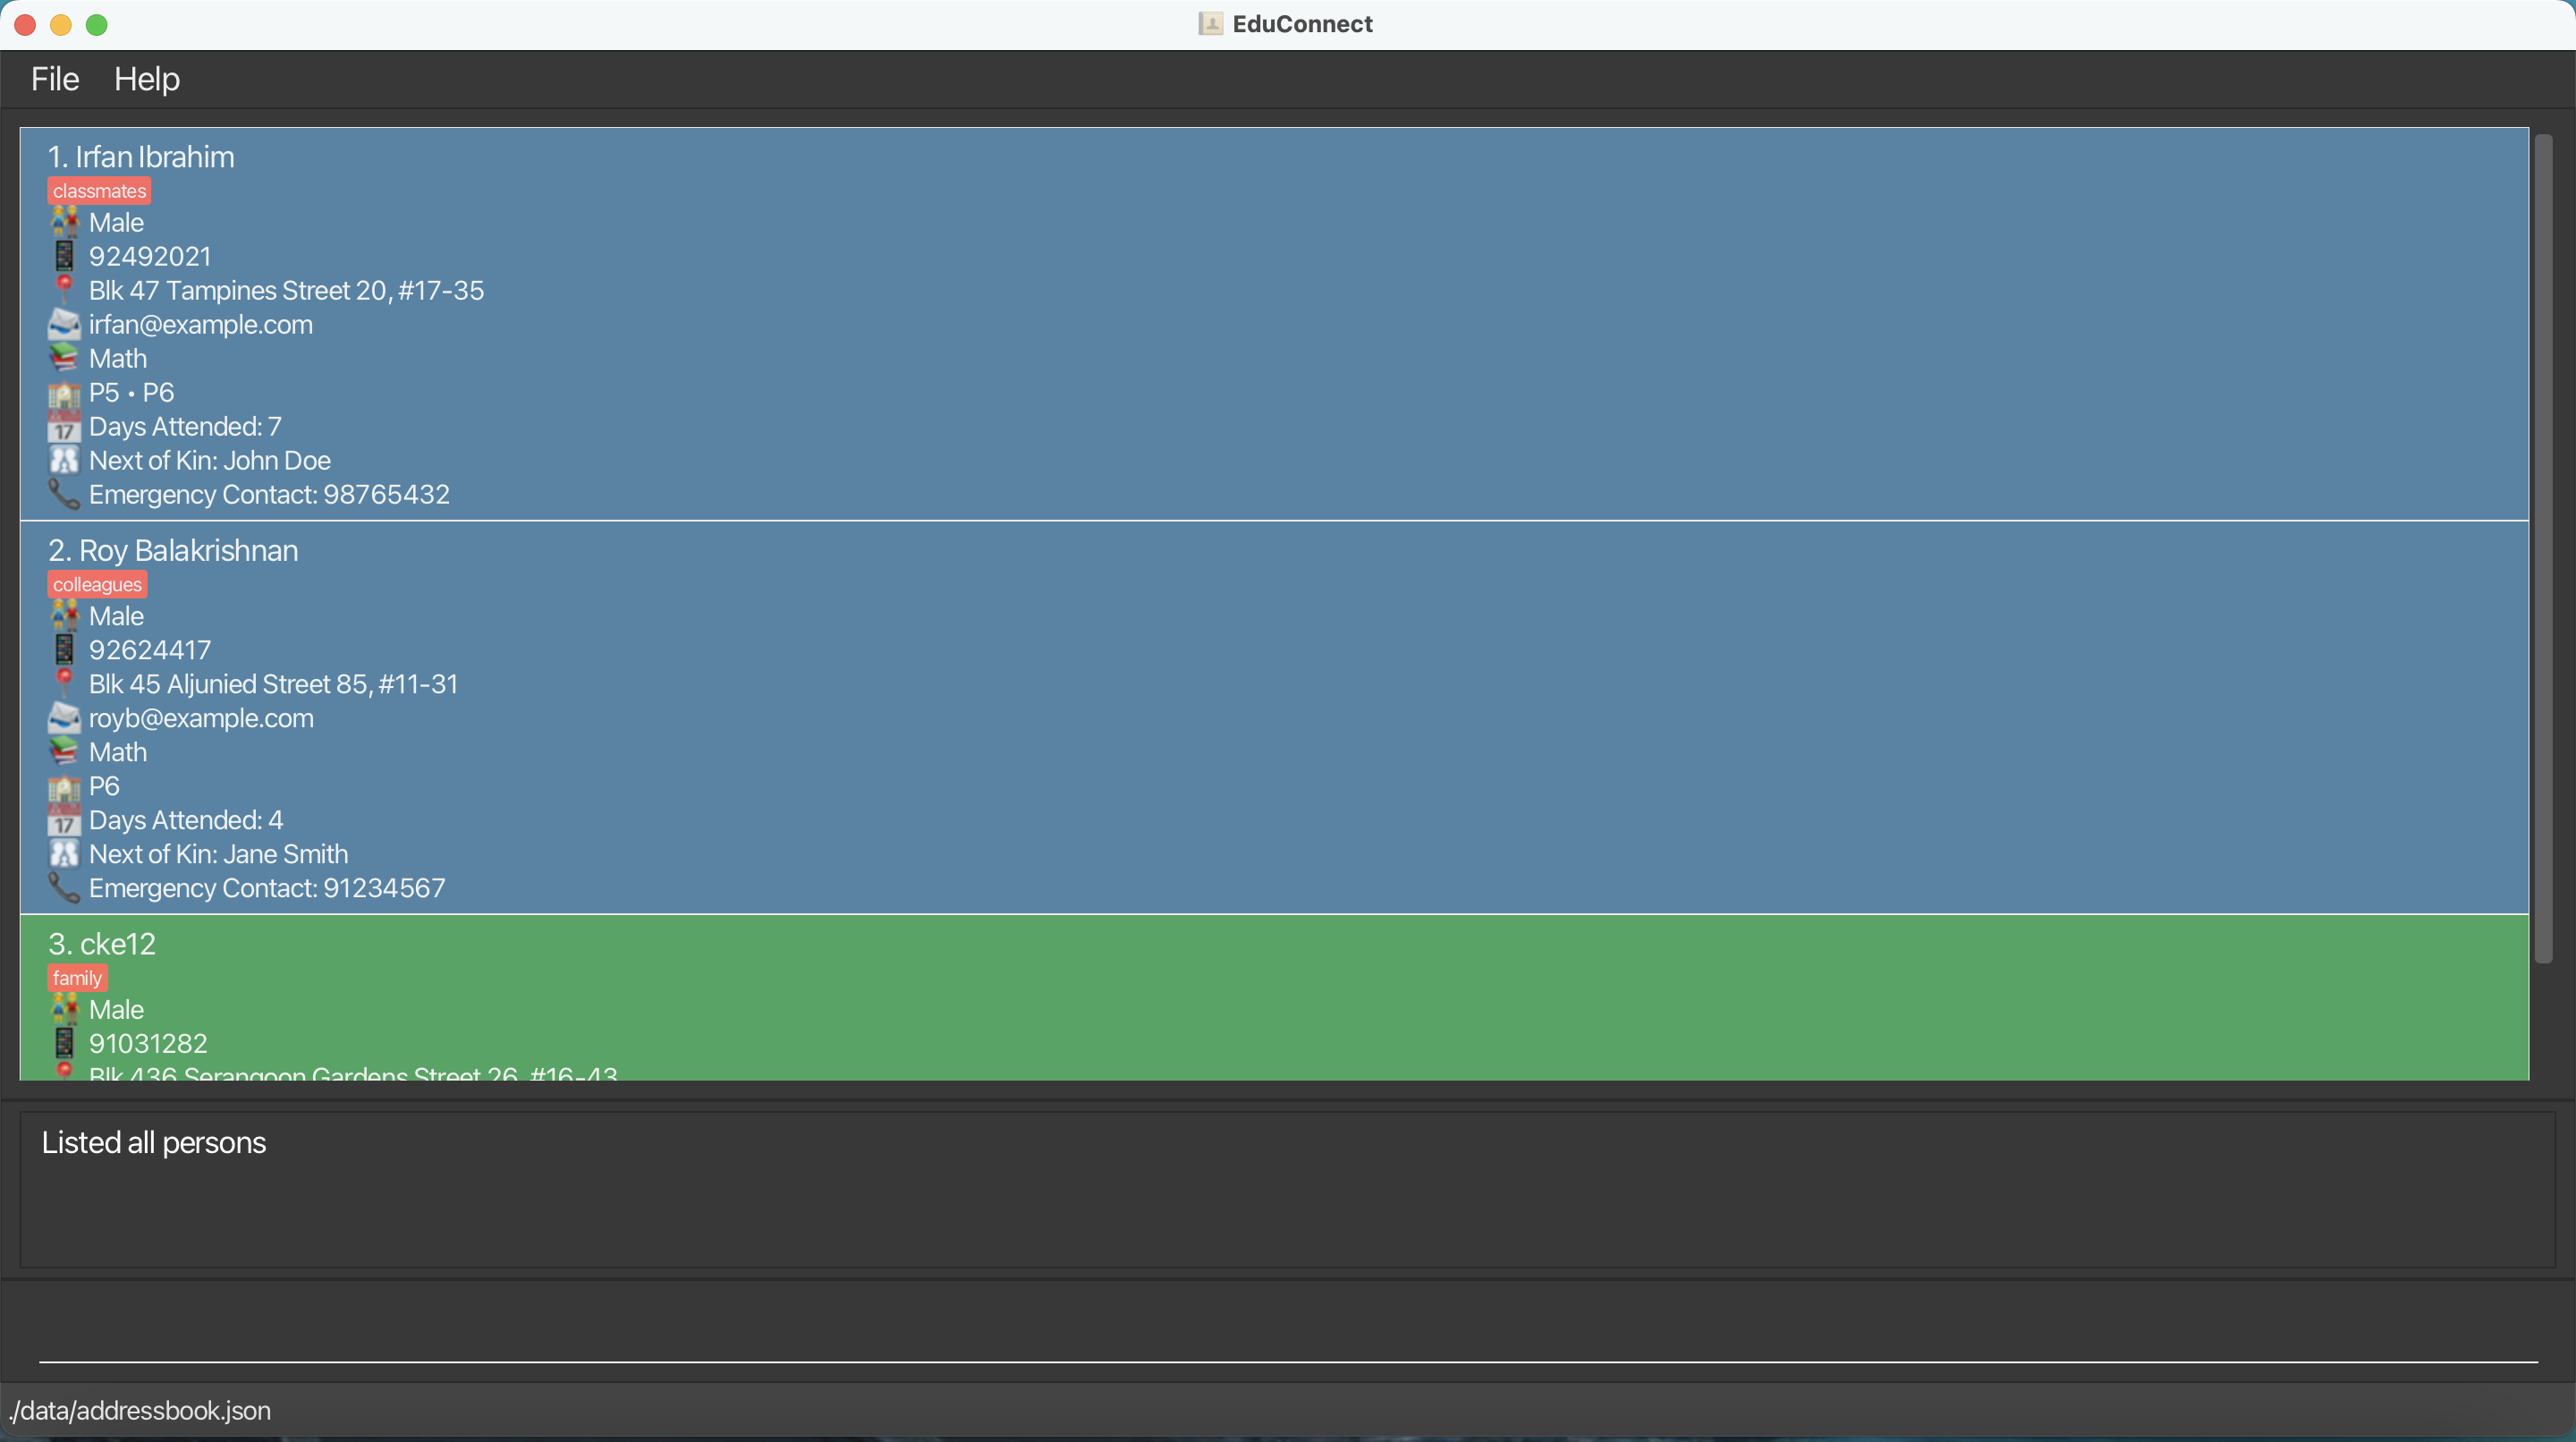 EduConnect
File Help
1. Irfan Ibrahim
classmates
Male
92492021
Blk 47 Tampines Street 20, #17-35
irfan@example.com
Math
P5 • P6
17 Days Attended: 7
Next of Kin: John Doe
Emergency Contact: 98765432
2. Roy Balakrishnan
colleagues
Male
92624417
Blk 45 Aljunied Street 85, #11-31
royb@example.com
Math
P6
17 Days Attended: 4
Next of Kin: Jane Smith
Emergency Contact: 91234567
3. cke12
family
Male
91031282
Blk 436 Serangoon Gardens Street 26, #16-43
Listed all persons
./data/addressbook.json